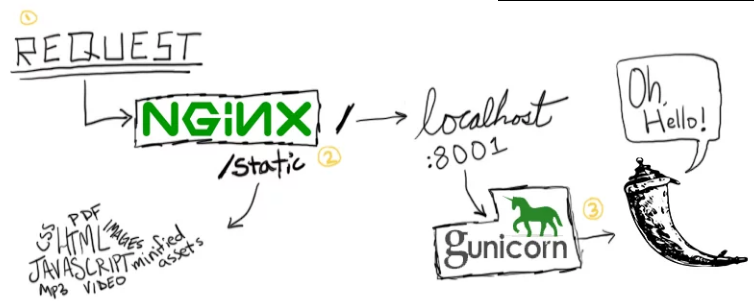 1
REQUEST
NGINX / localhost
:8001
/static 2
Oh,
Hello!
3
gunicorn
CSS
PDF
HTML
IMAGES
JAVASCRIPT
minified
assets
MP3
VIDEO